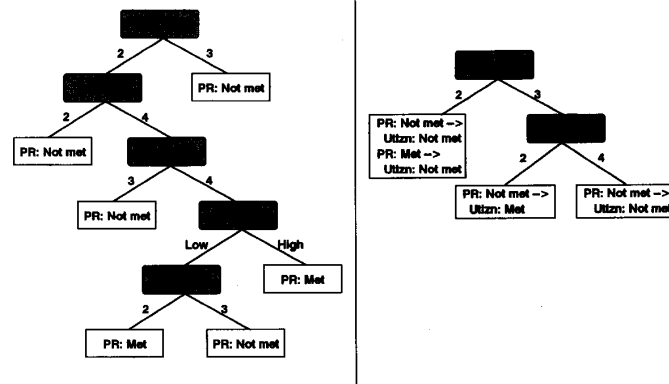 2
3
PR: Not met
2
4
PR: Not met
3
4
PR: Not met
Low
High
PR: Met
2
3
PR: Met
PR: Not met
2
3
PR: Not met –>
Utlzn: Not met
PR: Met –>
Utlzn: Not met
2
4
PR: Not met –>
Utlzn: Met
PR: Not met –>
Utlzn: Not met